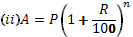 (ii)A = P(1 + R/100)^n